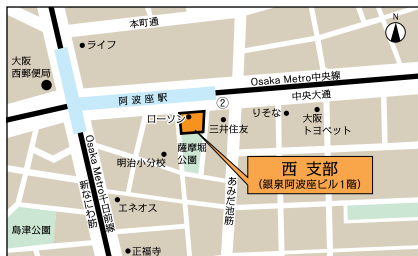 本町通
N
ライフ
大阪
西郵便局
Osaka Metro中央線
阿波座駅
②
中央大通
ローソン
三井住友
りそな
大阪
トヨペット
薩摩堀
公園
明治小分校
西 支部
(銀泉阿波座ビル1階)
Osaka Metro千日前線
新なにわ筋
あみだ池筋
エネオス
島津公園
正福寺